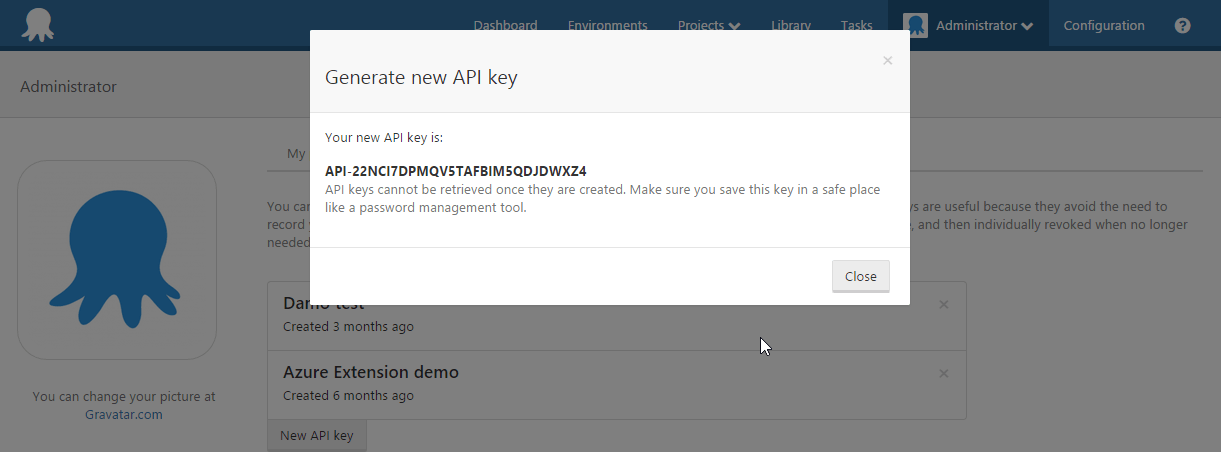 Dashboard Environments Projects Library Tasks Administrator Configuration ?
Generate new API key ×
Administrator
Your new API key is:
My
API-22NCI7DPMQV5TAFBIM5QDJDWXZ4
API keys cannot be retrieved once they are created. Make sure you save this key in a safe place
like a password management tool.
You can are useful because they avoid the need to
record and then individually revoked when no longer
needed
Close
Damo test ×
Created 3 months ago
Azure Extension demo ×
Created 6 months ago
You can change your picture at
Gravatar.com
New API key